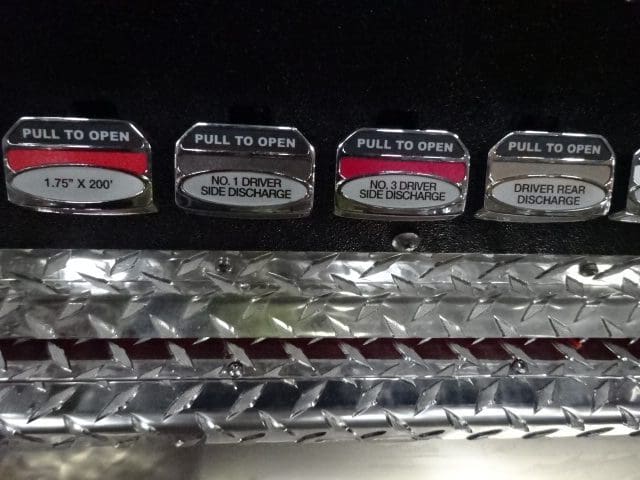 PULL TO OPEN
1.75" X 200'
PULL TO OPEN
NO. 1 DRIVER
SIDE DISCHARGE
PULL TO OPEN
NO. 3 DRIVER
SIDE DISCHARGE
PULL TO OPEN
DRIVER REAR
DISCHARGE